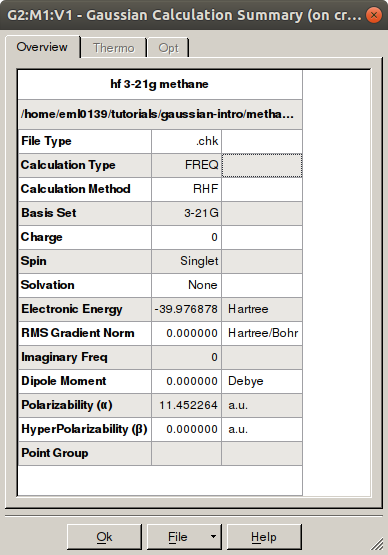 G2:M1:V1 - Gaussian Calculation Summary (on cr...
Overview Thermo Opt
hf 3-21g methane
/home/eml0139/tutorials/gaussian-intro/metha...
File Type .chk
Calculation Type FREQ
Calculation Method RHF
Basis Set 3-21G
Charge 0
Spin Singlet
Solvation None
Electronic Energy -39.976878 Hartree
RMS Gradient Norm 0.000000 Hartree/Bohr
Imaginary Freq 0
Dipole Moment 0.000000 Debye
Polarizability (α) 11.452264 a.u.
HyperPolarizability (β) 0.000000 a.u.
Point Group
Ok File Help